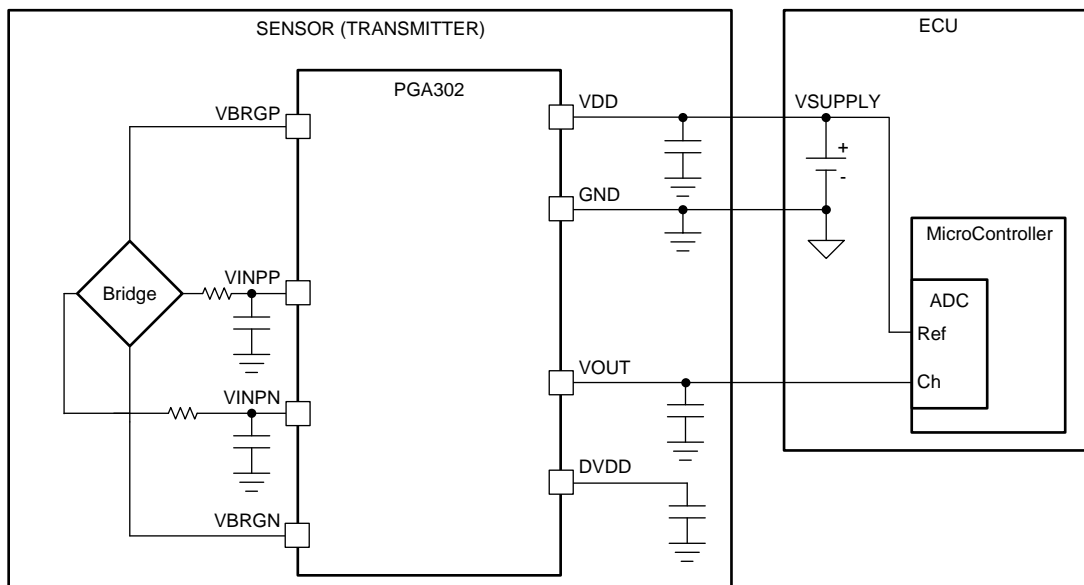 SENSOR (TRANSMITTER)
ECU
PGA302
VBRGP
VDD
VSUPPLY
+
-
GND
MicroController
VINPP
Bridge
ADC
Ref
VOUT
Ch
VINPN
DVDD
VBRGN